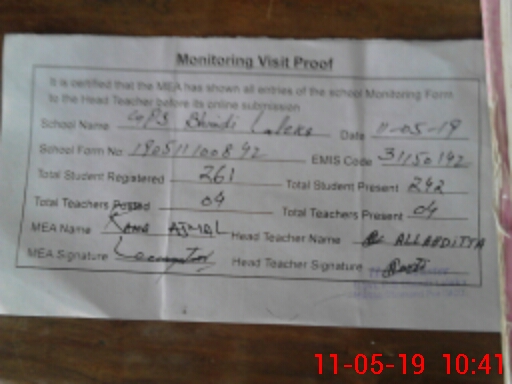 Monitoring Visit Proof
It is certified that the MEA has shown all entries of the school Monitoring Form
to the Head Teacher before its online submission
School Name GPS Bhindi Date 11-05-19
School Form No. 190511100842 EMIS Code 31150142
Total Student Registered 261 Total Student Present 242
Total Teachers Posted 04 Total Teachers Present 04
MEA Name AJMAL Head Teacher Name ALLAHDITTA
MEA Signature Head Teacher Signature
11-05-19 10:41